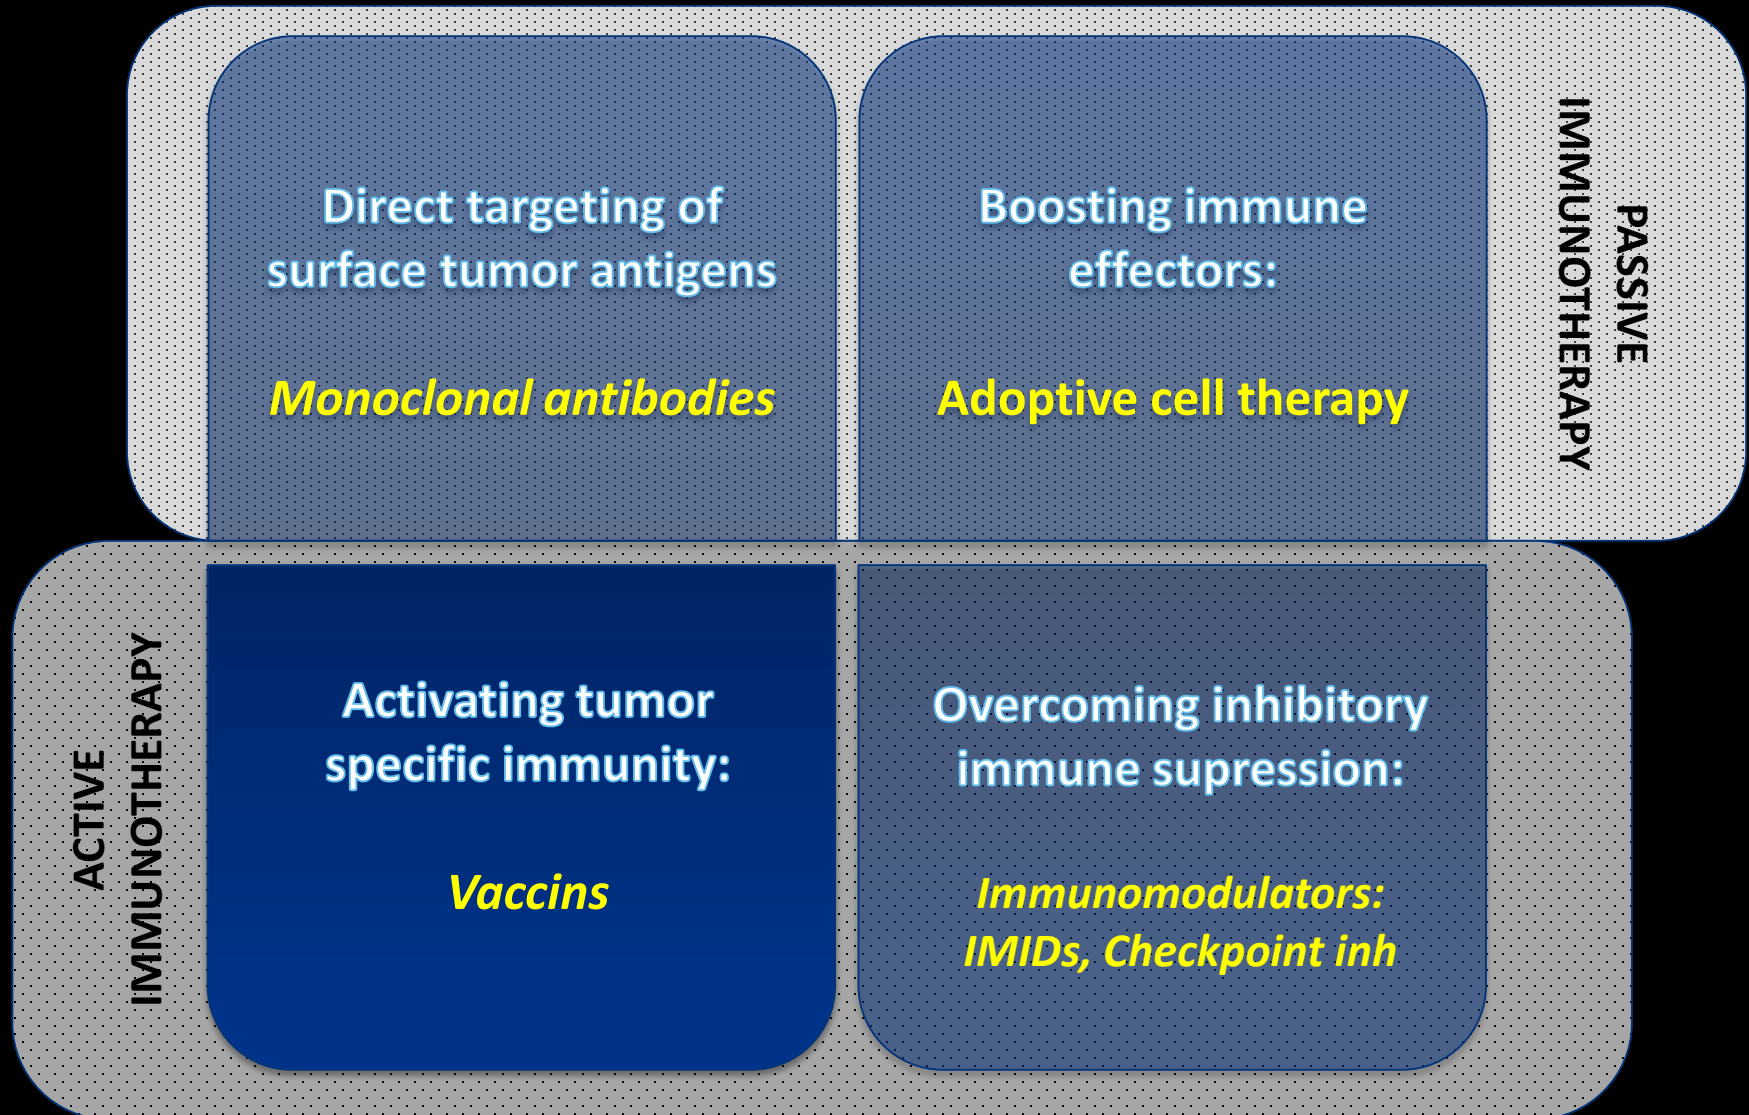 Direct targeting of
surface tumor antigens
Monoclonal antibodies
Boosting immune
effectors:
Adoptive cell therapy
PASSIVE
IMMUNOTHERAPY
ACTIVE
IMMUNOTHERAPY
Activating tumor
specific immunity:
Vaccins
Overcoming inhibitory
immune supression:
Immunomodulators:
IMIDs, Checkpoint inh